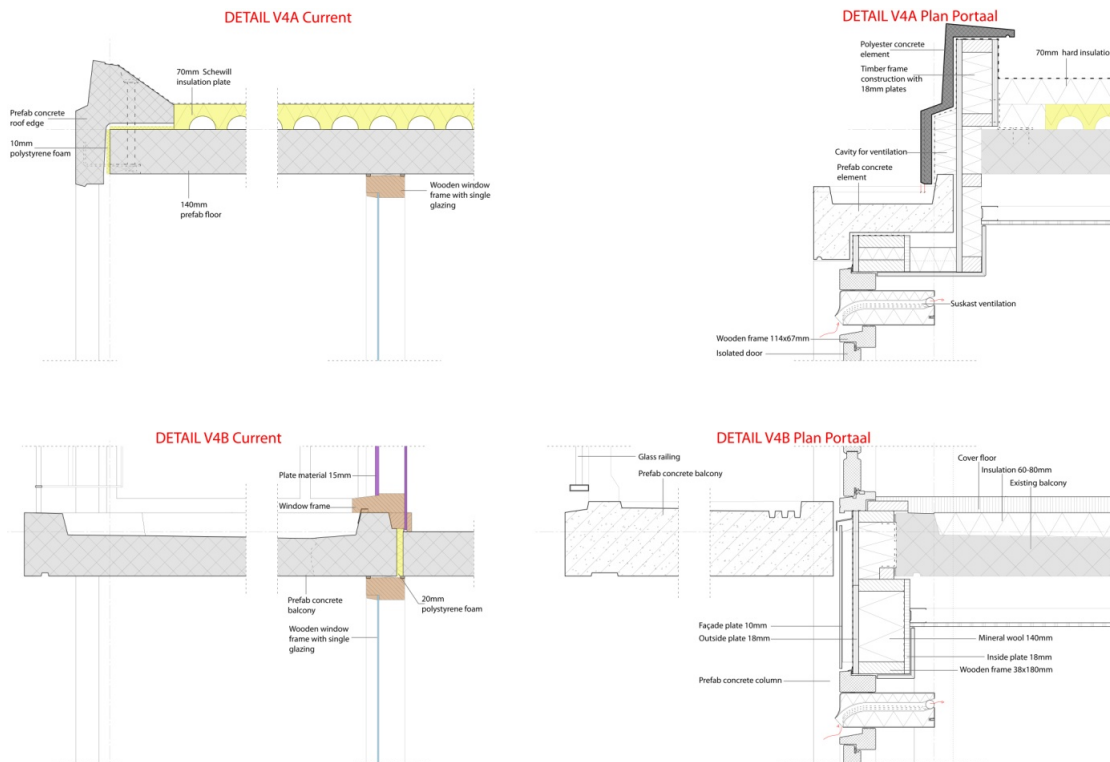 DETAIL V4A Current
70mm Schewill
insulation plate
Prefab concrete
roof edge
10mm
polystyrene foam
140mm
prefab floor
Wooden window
frame with single
glazing
DETAIL V4A Plan Portaal
Polyester concrete
element
Timber frame
construction with
18mm plates
70mm hard insulation
Cavity for ventilation
Prefab concrete
element
Suskast ventilation
Wooden frame 114x67mm
Isolated door
DETAIL V4B Current
Plate material 15mm
Window frame
Prefab concrete
balcony
20mm
polystyrene foam
Wooden window
frame with single
glazing
DETAIL V4B Plan Portaal
Glass railing
Prefab concrete balcony
Cover floor
Insulation 60-80mm
Existing balcony
Façade plate 10mm
Outside plate 18mm
Prefab concrete column
Mineral wool 140mm
Inside plate 18mm
Wooden frame 38x180mm